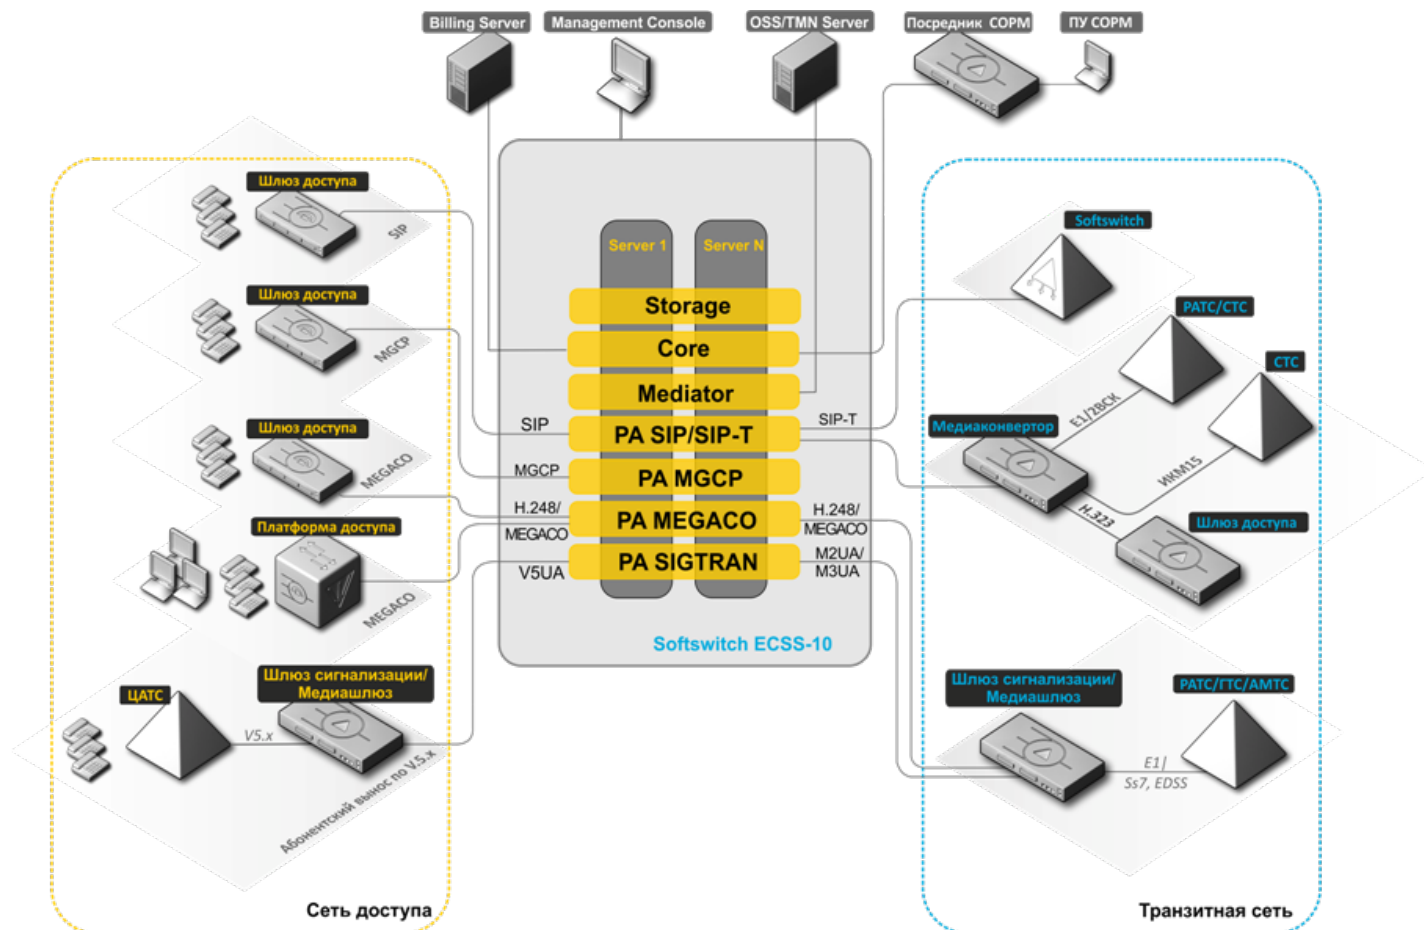 Billing Server
Management Console
OSS/TMN Server
Посредник СОРМ
ПУ СОРМ
Шлюз доступа
SIP
Шлюз доступа
MGCP
Шлюз доступа
MEGACO
Платформа доступа
MEGACO
ЦАТС
Шлюз сигнализации/
Медиашлюз
V5.x
Абонентский вынос по V.5.x
Сеть доступа
Server 1
Server N
Storage
Core
Mediator
PA SIP/SIP-T
PA MGCP
PA MEGACO
PA SIGTRAN
SIP
MGCP
H.248/
MEGACO
V5UA
SIP-T
H.248/
MEGACO
M2UA/
M3UA
Softswitch ECSS-10
Softswitch
РАТС/СТС
СТС
E1/2ВСК
Медиаконвертор
ИКМ15
H.323
Шлюз доступа
Шлюз сигнализации/
Медиашлюз
РАТС/ГТС/АМТС
E1|
Ss7, EDSS
Транзитная сеть